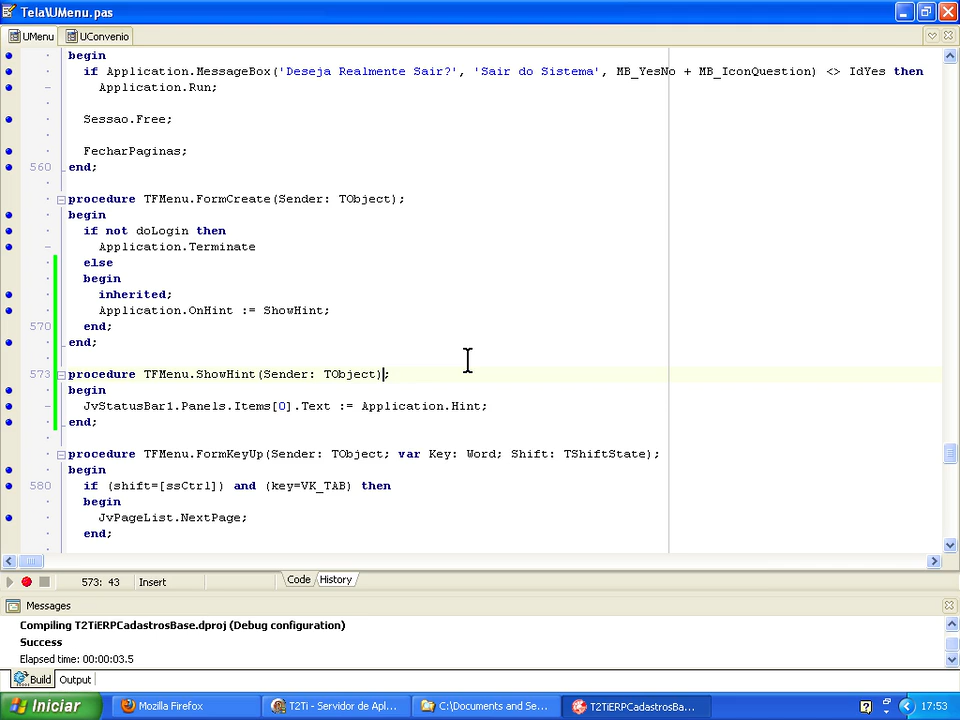 Tela\UMenu.pas
UMenu UConvenio
begin
if Application.MessageBox('Deseja Realmente Sair?', 'Sair do Sistema', MB_YesNo + MB_IconQuestion) <> IdYes then
Application.Run;
Sessao.Free;
FecharPaginas;
560 end;
procedure TFMenu.FormCreate(Sender: TObject);
begin
if not doLogin then
Application.Terminate
else
begin
inherited;
Application.OnHint := ShowHint;
570 end;
end;
573 procedure TFMenu.ShowHint(Sender: TObject);
begin
JvStatusBar1.Panels.Items[0].Text := Application.Hint;
end;
procedure TFMenu.FormKeyUp(Sender: TObject; var Key: Word; Shift: TShiftState);
begin
580 if (shift=[ssCtrl]) and (key=VK_TAB) then
begin
JvPageList.NextPage;
end;
573: 43 Insert Code History
Messages
Compiling T2TiERPCadastrosBase.dproj (Debug configuration)
Success
Elapsed time: 00:00:03.5
Build Output
Iniciar Mozilla Firefox T2Ti - Servidor de Apl... C:\Documents and Se... T2TiERPCadastrosBa... 17:53